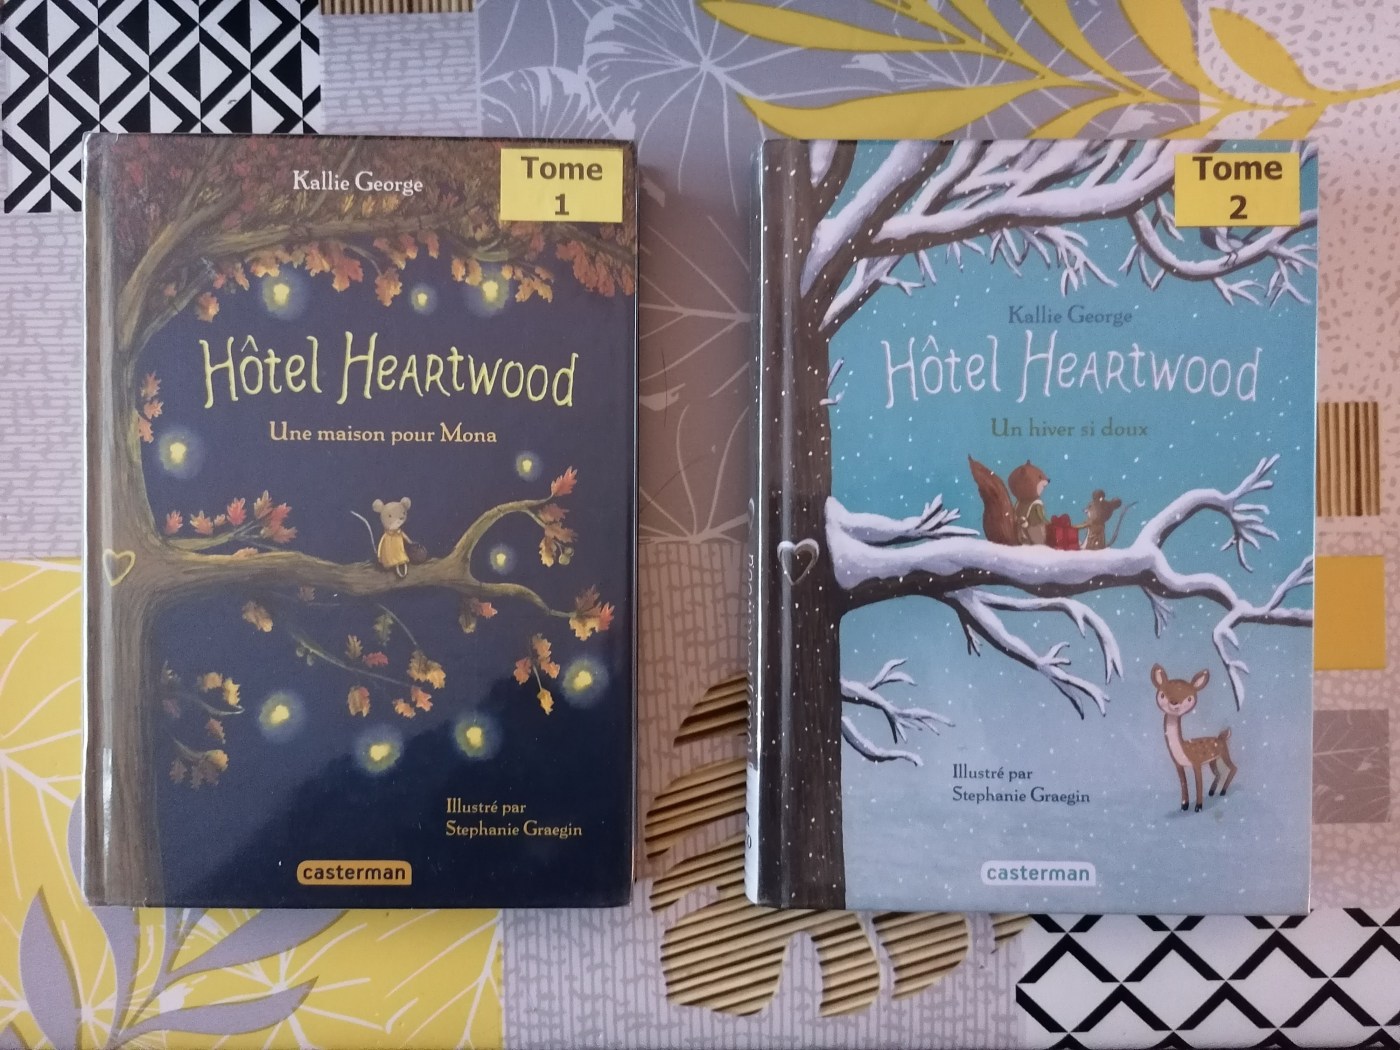 Kallie George
Tome
1
Hôtel Heartwood
Une maison pour Mona
Illustré par
Stephanie Graegin
casterman
Tome
2
Kallie George
Hôtel Heartwood
Un hiver si doux
Illustré par
Stephanie Graegin
casterman